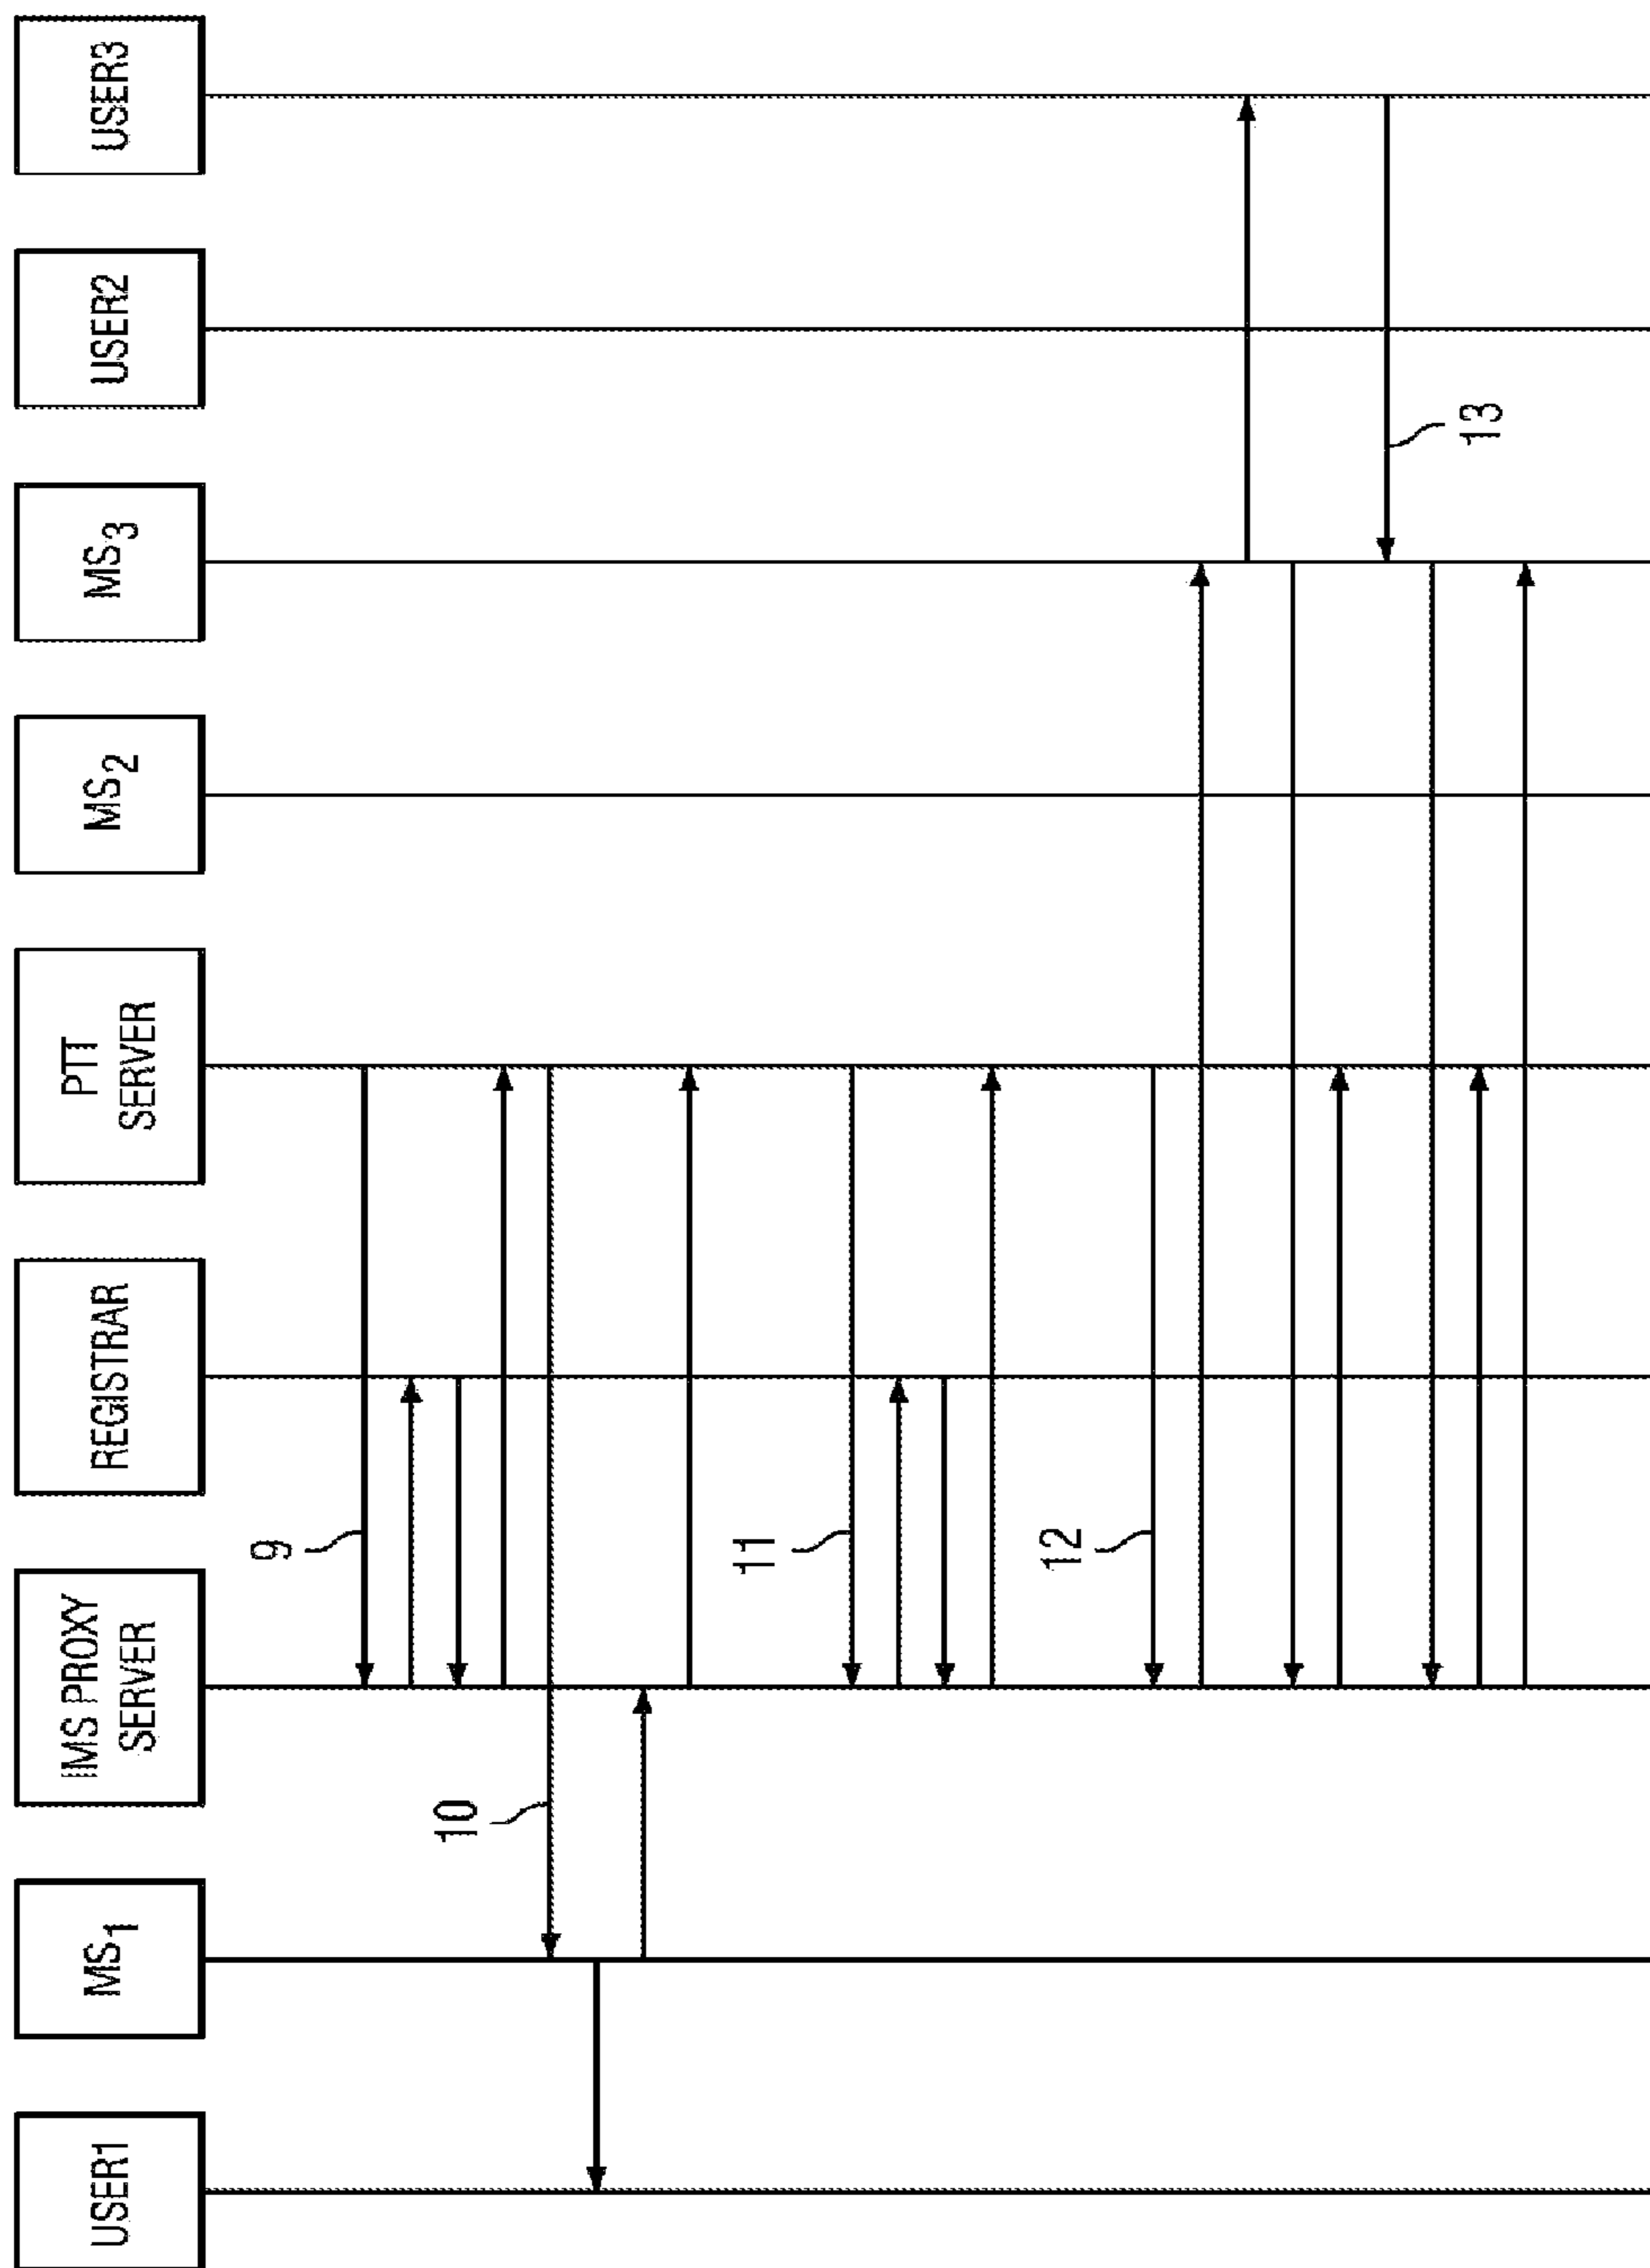 USER1
MS1
IMS PROXY
SERVER
REGISTRAR
PTT
SERVER
MS2
MS3
USER2
USER3
9
10
11
12
13